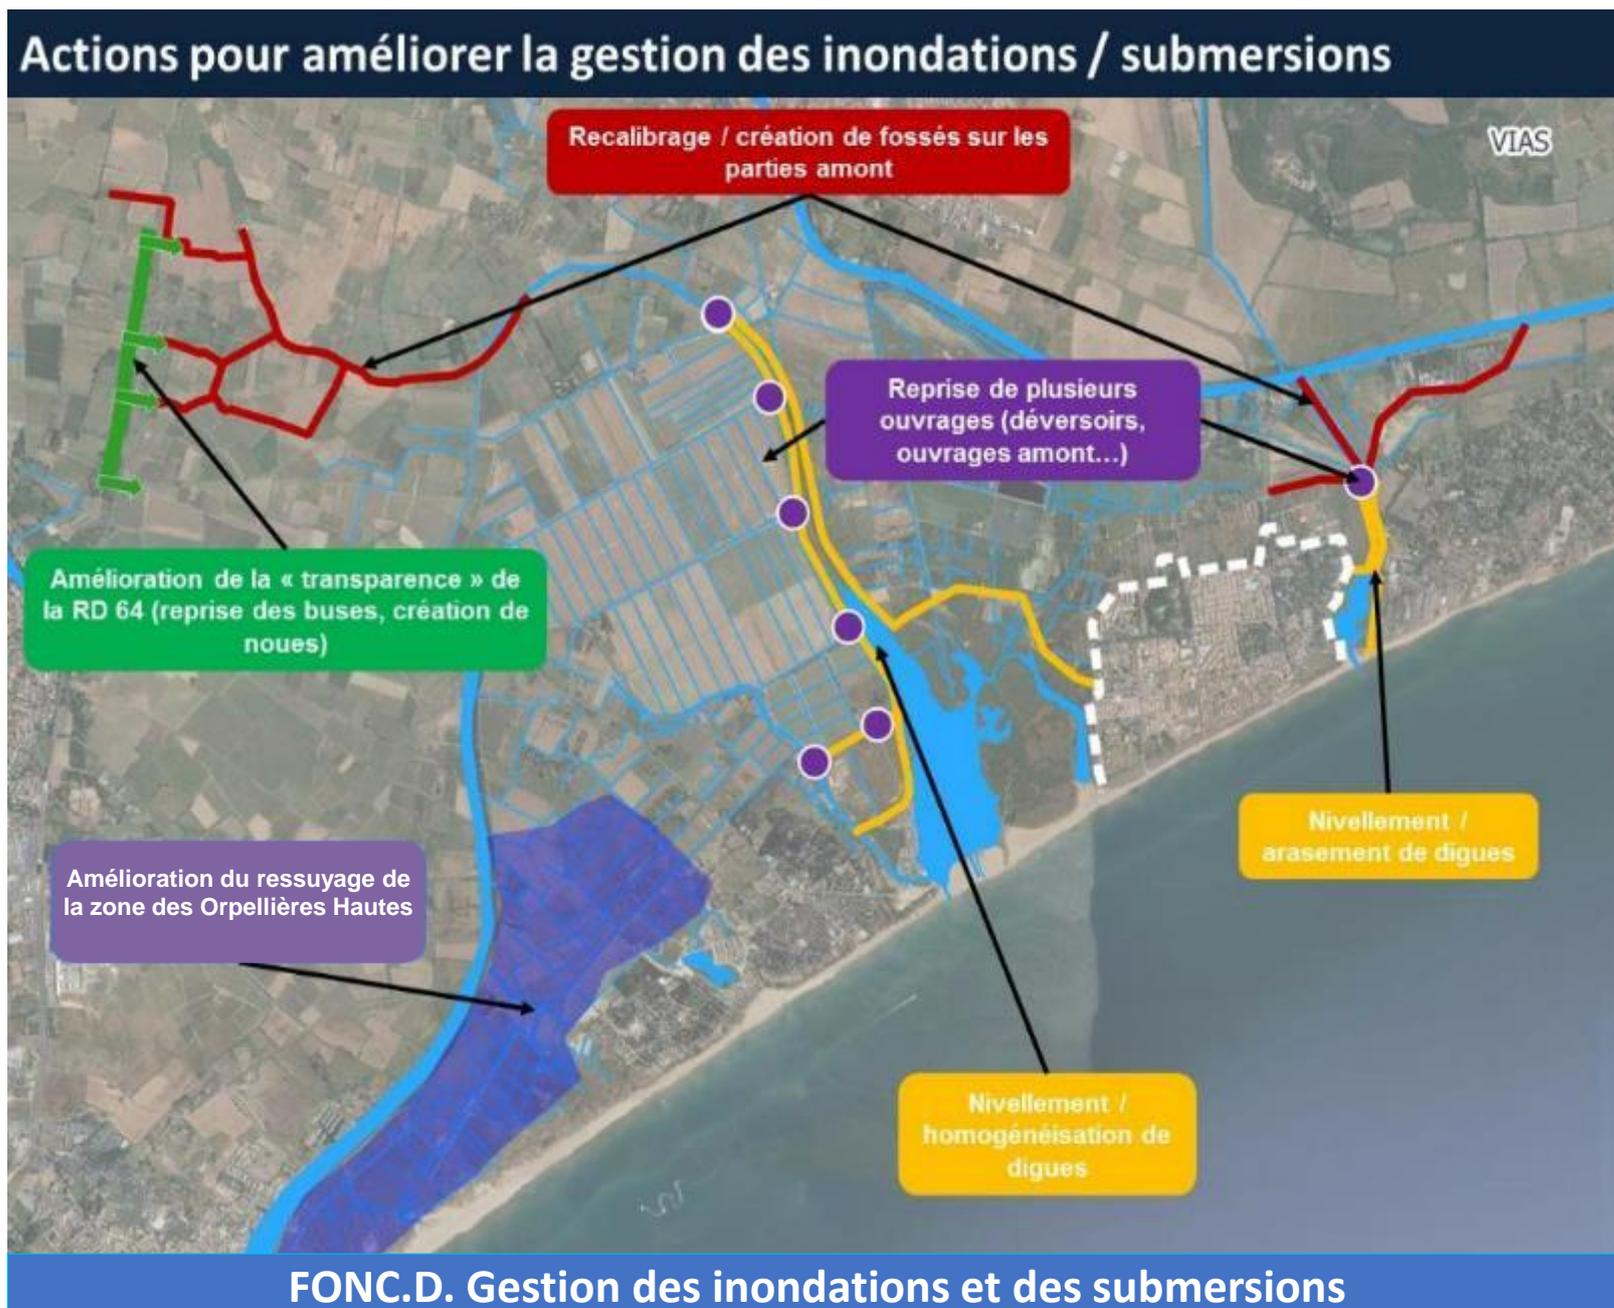 Actions pour améliorer la gestion des inondations / submersions
VIAS
Recalibrage / création de fossés sur les
parties amont
Reprise de plusieurs
ouvrages (déversoirs,
ouvrages amont…)
Amélioration de la « transparence » de
la RD 64 (reprise des buses, création de
noues)
Amélioration du ressuyage de
la zone des Orpellières Hautes
Nivellement /
arasement de digues
Nivellement /
homogénéisation de
digues
FONC.D. Gestion des inondations et des submersions